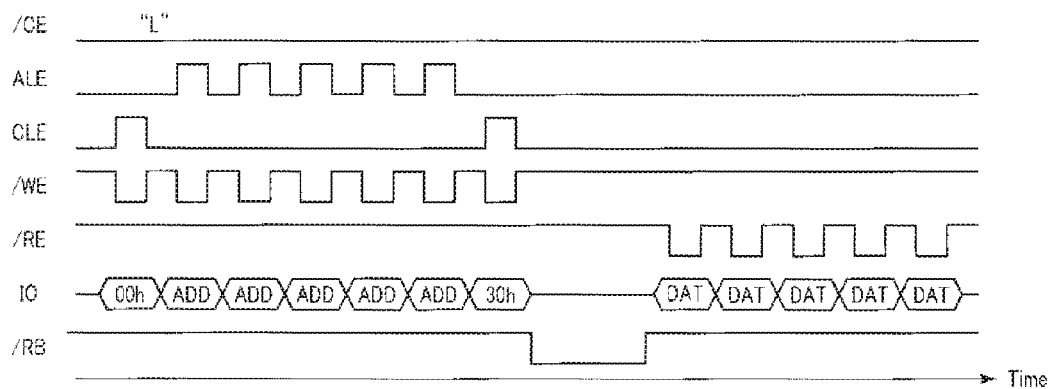 /CE "L"
ALE
CLE
/WE
/RE
IO 00h ADD ADD ADD ADD ADD 30h DAT DAT DAT DAT DAT
/RB
Time